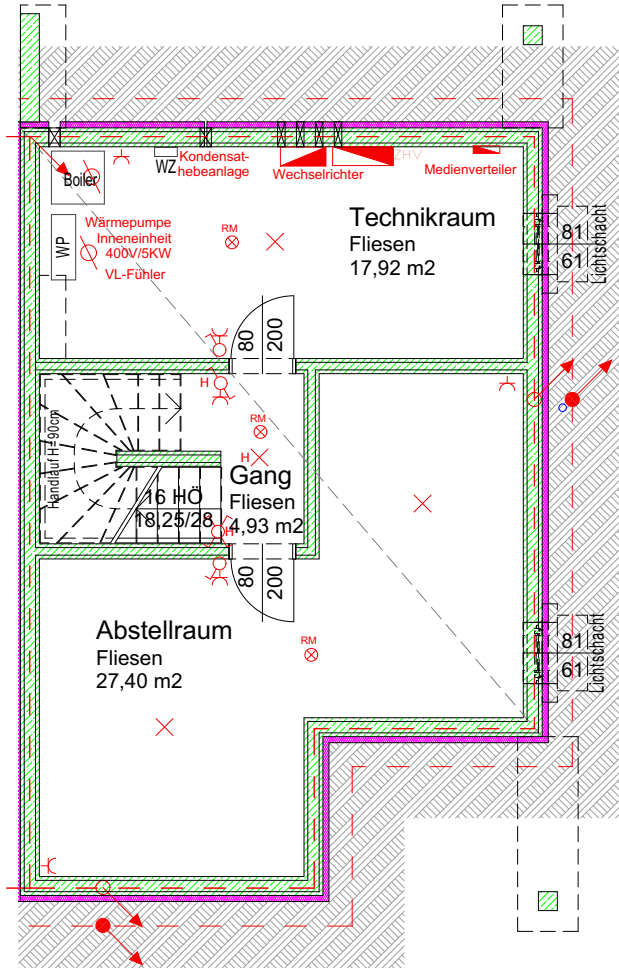 Boiler
WZ
Kondensat-
hebeanlage
Wechselrichter
ZHV
Medienverteiler
WP
Wärmepumpe
Inneneinheit
400V/5KW
VL-Fühler
RM
Technikraum
Fliesen
17,92 m2
81
61
Lichtschacht
80
200
H
RM
H
Handlauf H=90cm
Gang
Fliesen
4,93 m2
16 HÖ
18,25/28
H
80
200
Abstellraum
Fliesen
27,40 m2
RM
81
61
Lichtschacht